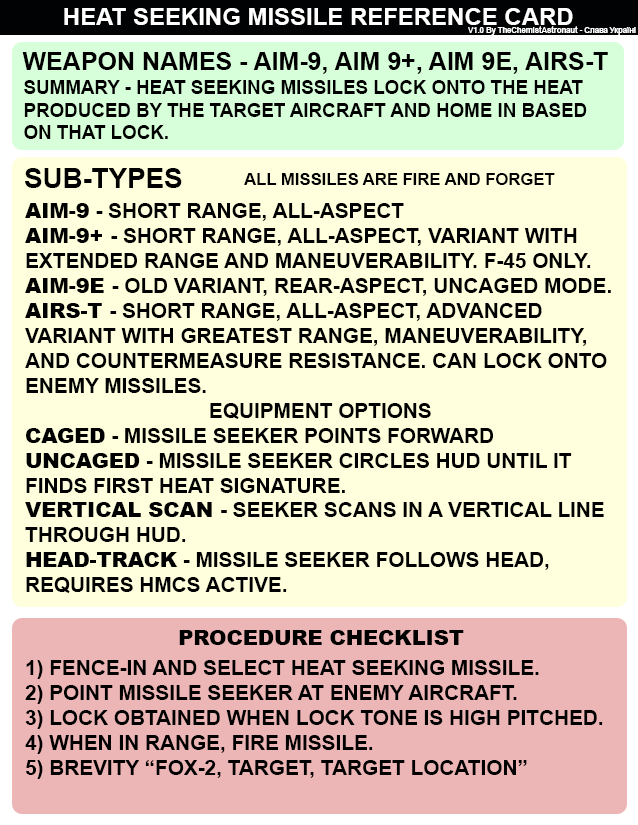 HEAT SEEKING MISSILE REFERENCE CARD
V1.0 By TheChemistAstronaut - Слава Україні
WEAPON NAMES - AIM-9, AIM 9+, AIM 9E, AIRS-T
SUMMARY - HEAT SEEKING MISSILES LOCK ONTO THE HEAT
PRODUCED BY THE TARGET AIRCRAFT AND HOME IN BASED
ON THAT LOCK.
SUB-TYPES
ALL MISSILES ARE FIRE AND FORGET
AIM-9 - SHORT RANGE, ALL-ASPECT
AIM-9+ - SHORT RANGE, ALL-ASPECT, VARIANT WITH
EXTENDED RANGE AND MANEUVERABILITY. F-45 ONLY.
AIM-9E - OLD VARIANT, REAR-ASPECT, UNCAGED MODE.
AIRS-T - SHORT RANGE, ALL-ASPECT, ADVANCED
VARIANT WITH GREATEST RANGE, MANEUVERABILITY,
AND COUNTERMEASURE RESISTANCE. CAN LOCK ONTO
ENEMY MISSILES.
EQUIPMENT OPTIONS
CAGED - MISSILE SEEKER POINTS FORWARD
UNCAGED - MISSILE SEEKER CIRCLES HUD UNTIL IT
FINDS FIRST HEAT SIGNATURE.
VERTICAL SCAN - SEEKER SCANS IN A VERTICAL LINE
THROUGH HUD.
HEAD-TRACK - MISSILE SEEKER FOLLOWS HEAD,
REQUIRES HMCS ACTIVE.
PROCEDURE CHECKLIST
1) FENCE-IN AND SELECT HEAT SEEKING MISSILE.
2) POINT MISSILE SEEKER AT ENEMY AIRCRAFT.
3) LOCK OBTAINED WHEN LOCK TONE IS HIGH PITCHED.
4) WHEN IN RANGE, FIRE MISSILE.
5) BREVITY “FOX-2, TARGET, TARGET LOCATION”